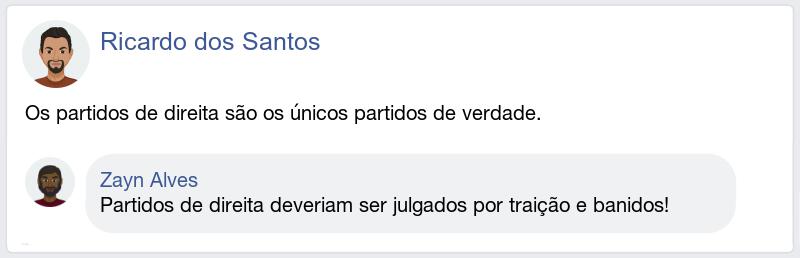 Ricardo dos Santos
Os partidos de direita são os únicos partidos de verdade.
Zayn Alves
Partidos de direita deveriam ser julgados por traição e banidos!